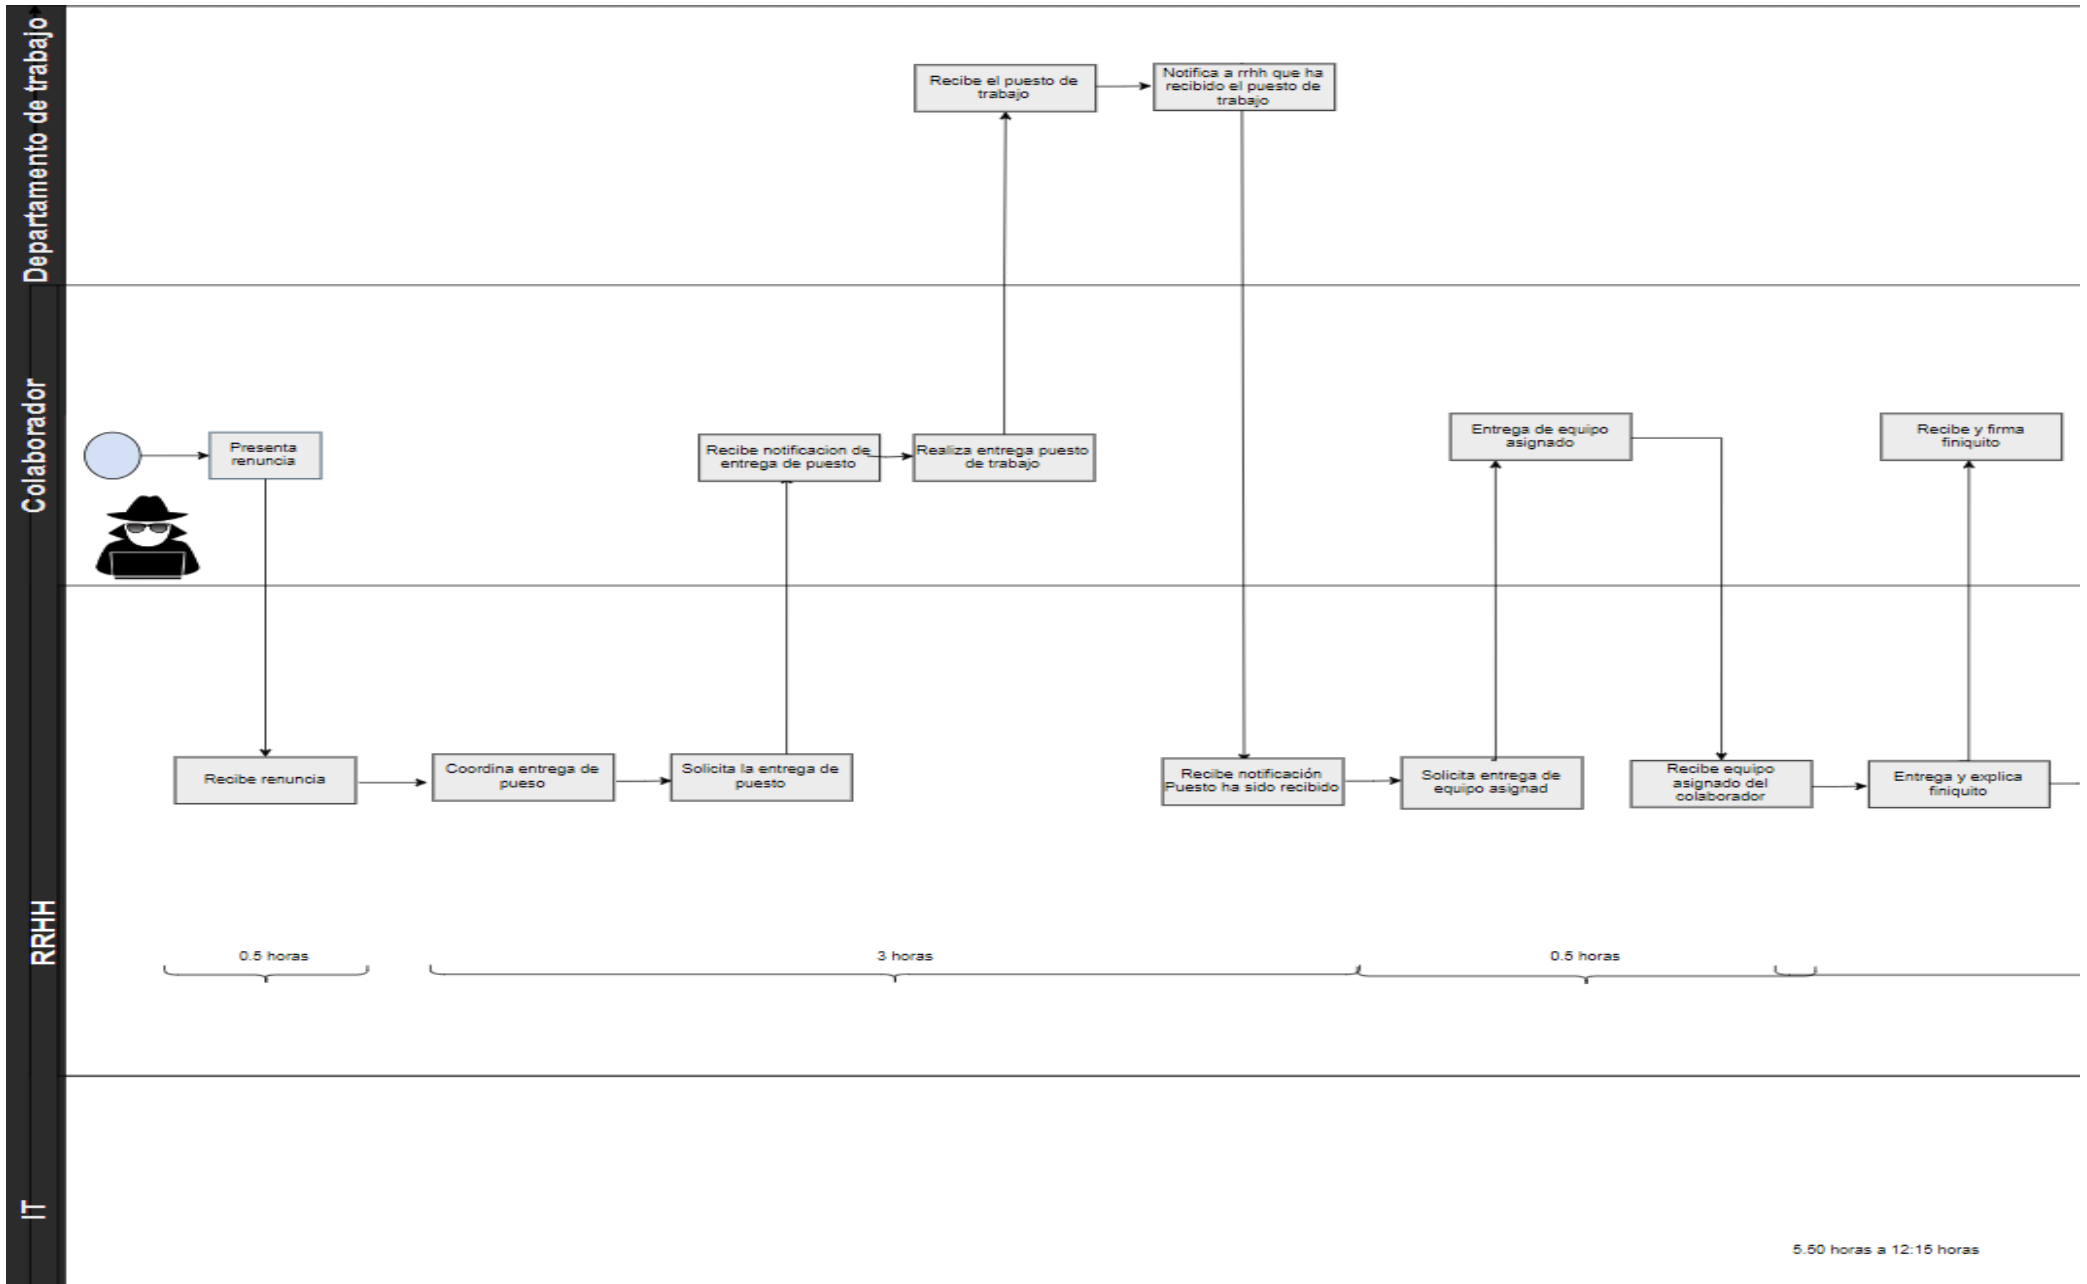 Departamento de trabajo
Recibe el puesto de
trabajo
Notifica a rrhh que ha
recibido el puesto de
trabajo
Colaborador
Presenta
renuncia
Recibe notificacion de
entrega de puesto
Realiza entrega puesto
de trabajo
Entrega de equipo
asignado
Recibe y firma
finiquito
RRHH
Recibe renuncia
Coordina entrega de
pueso
Solicita la entrega de
puesto
Recibe notificación
Puesto ha sido recibido
Solicita entrega de
equipo asignad
Recibe equipo
asignado del
colaborador
Entrega y explica
finiquito
0.5 horas
3 horas
0.5 horas
IT
5.50 horas a 12:15 horas